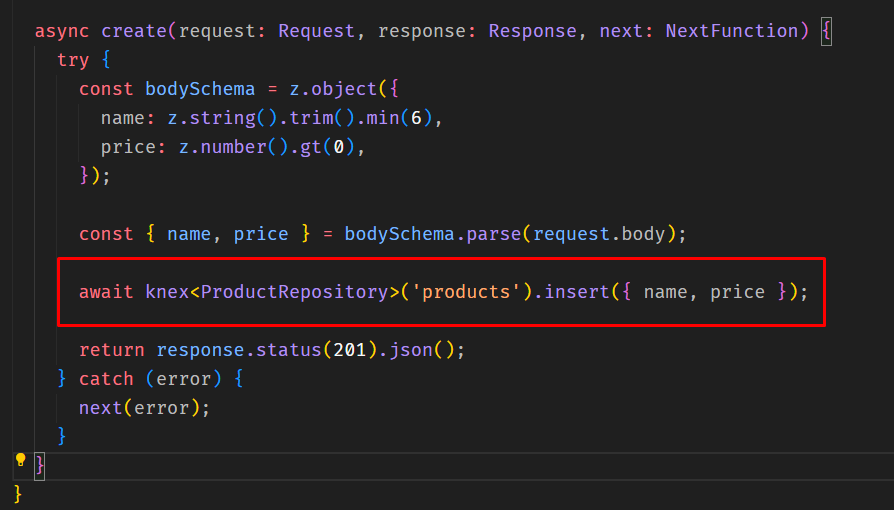 async create(request: Request, response: Response, next: NextFunction) {
try {
const bodySchema = z.object({
name: z.string().trim().min(6),
price: z.number().gt(0),
});
const { name, price } = bodySchema.parse(request.body);
await knex<ProductRepository>('products').insert({ name, price });
return response.status(201).json();
} catch (error) {
next(error);
}
}
}